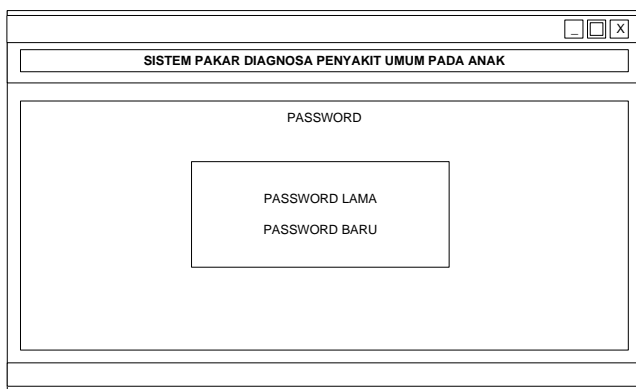 _ X
SISTEM PAKAR DIAGNOSA PENYAKIT UMUM PADA ANAK
PASSWORD
PASSWORD LAMA
PASSWORD BARU